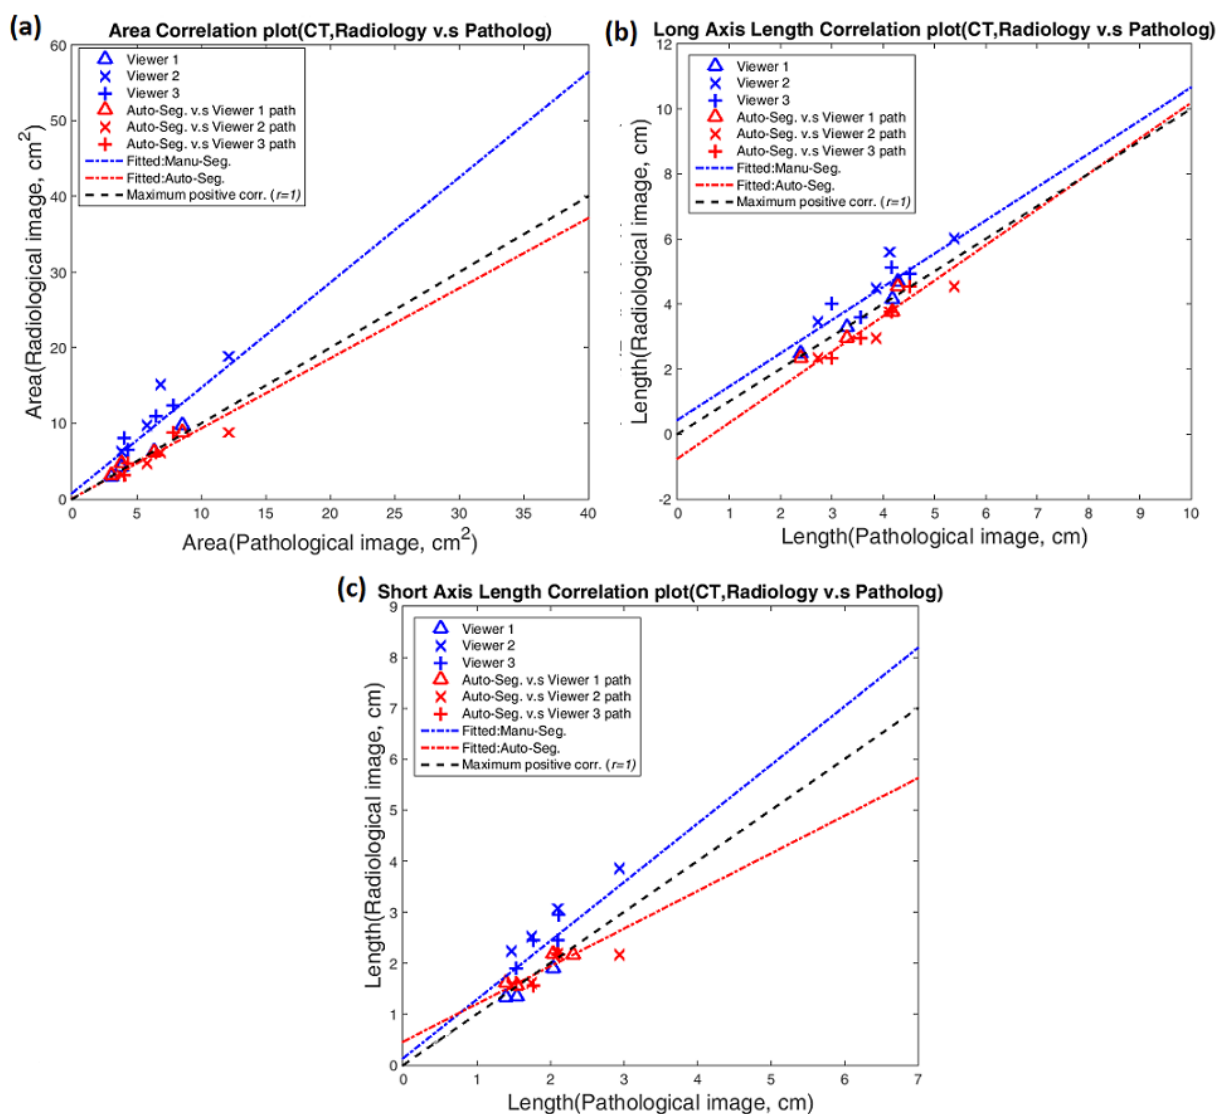 (a)
Area Correlation plot(CT,Radiology v.s Patholog)
60
50
40
30
20
10
0
Area(Radiological image, cm2)
Viewer 1
Viewer 2
Viewer 3
Auto-Seg. v.s Viewer 1 path
Auto-Seg. v.s Viewer 2 path
Auto-Seg. v.s Viewer 3 path
Fitted:Manu-Seg.
Fitted:Auto-Seg.
Maximum positive corr. (r=1)
0 5 10 15 20 25 30 35 40
Area(Pathological image, cm2)
(b)
Long Axis Length Correlation plot(CT,Radiology v.s Patholog)
12
10
8
6
4
2
0
-2
Length(Radiological image, cm)
Viewer 1
Viewer 2
Viewer 3
Auto-Seg. v.s Viewer 1 path
Auto-Seg. v.s Viewer 2 path
Auto-Seg. v.s Viewer 3 path
Fitted:Manu-Seg.
Fitted:Auto-Seg.
Maximum positive corr. (r=1)
0 1 2 3 4 5 6 7 8 9 10
Length(Pathological image, cm)
(c)
Short Axis Length Correlation plot(CT,Radiology v.s Patholog)
9
8
7
6
5
4
3
2
1
0
Length(Radiological image, cm)
Viewer 1
Viewer 2
Viewer 3
Auto-Seg. v.s Viewer 1 path
Auto-Seg. v.s Viewer 2 path
Auto-Seg. v.s Viewer 3 path
Fitted:Manu-Seg.
Fitted:Auto-Seg.
Maximum positive corr. (r=1)
0 1 2 3 4 5 6 7
Length(Pathological image, cm)